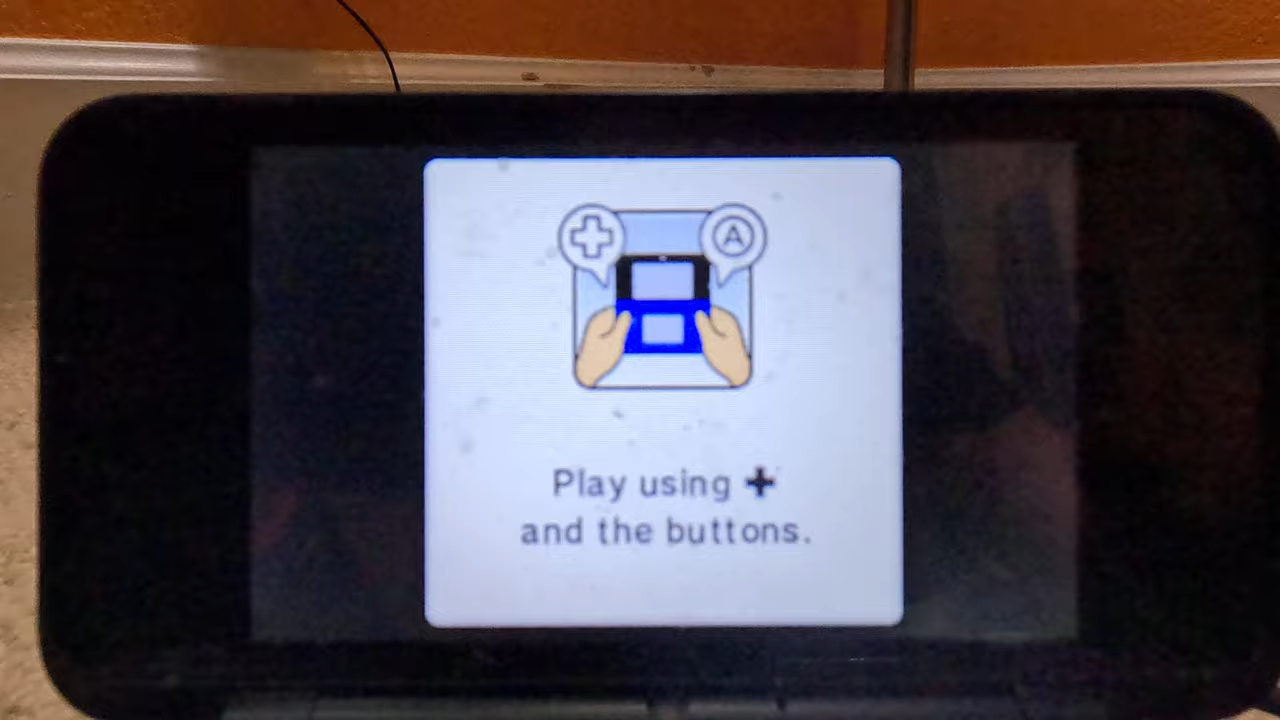 A
Play using +
and the buttons.